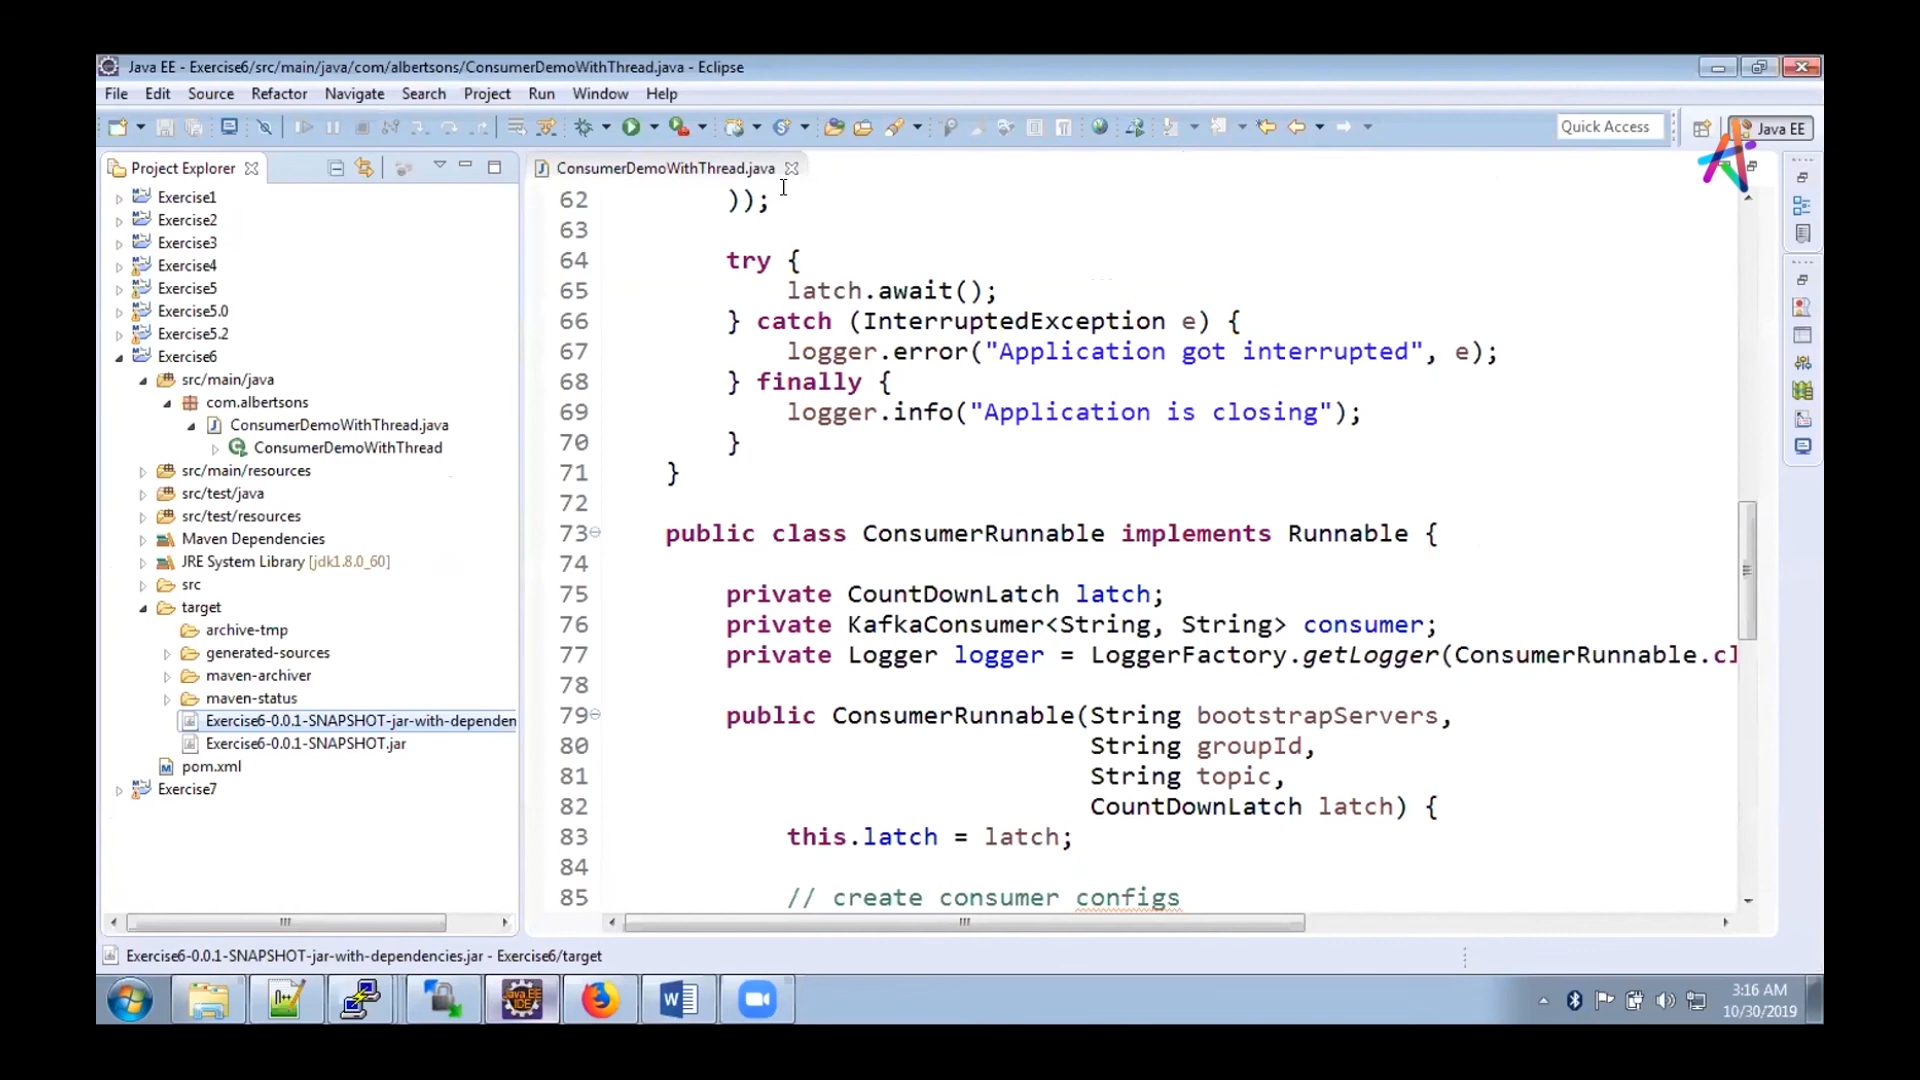 Java EE - Exercise6/src/main/java/com/albertsons/ConsumerDemoWithThread.java - Eclipse
File Edit Source Refactor Navigate Search Project Run Window Help
Quick Access
Java EE
Project Explorer
Exercise1
Exercise2
Exercise3
Exercise4
Exercise5
Exercise5.0
Exercise5.2
Exercise6
src/main/java
com.albertsons
ConsumerDemoWithThread.java
ConsumerDemoWithThread
src/main/resources
src/test/java
src/test/resources
Maven Dependencies
JRE System Library [jdk1.8.0_60]
src
target
archive-tmp
generated-sources
maven-archiver
maven-status
Exercise6-0.0.1-SNAPSHOT-jar-with-dependen
Exercise6-0.0.1-SNAPSHOT.jar
pom.xml
Exercise7
ConsumerDemoWithThread.java
62 ));
63
64 try {
65 latch.await();
66 } catch (InterruptedException e) {
67 logger.error("Application got interrupted", e);
68 } finally {
69 logger.info("Application is closing");
70 }
71 }
72
73 public class ConsumerRunnable implements Runnable {
74
75 private CountDownLatch latch;
76 private KafkaConsumer<String, String> consumer;
77 private Logger logger = LoggerFactory.getLogger(ConsumerRunnable.cl
78
79 public ConsumerRunnable(String bootstrapServers,
80 String groupId,
81 String topic,
82 CountDownLatch latch) {
83 this.latch = latch;
84
85 // create consumer configs
Exercise6-0.0.1-SNAPSHOT-jar-with-dependencies.jar - Exercise6/target
Java EE
IDE
3:16 AM
10/30/2019